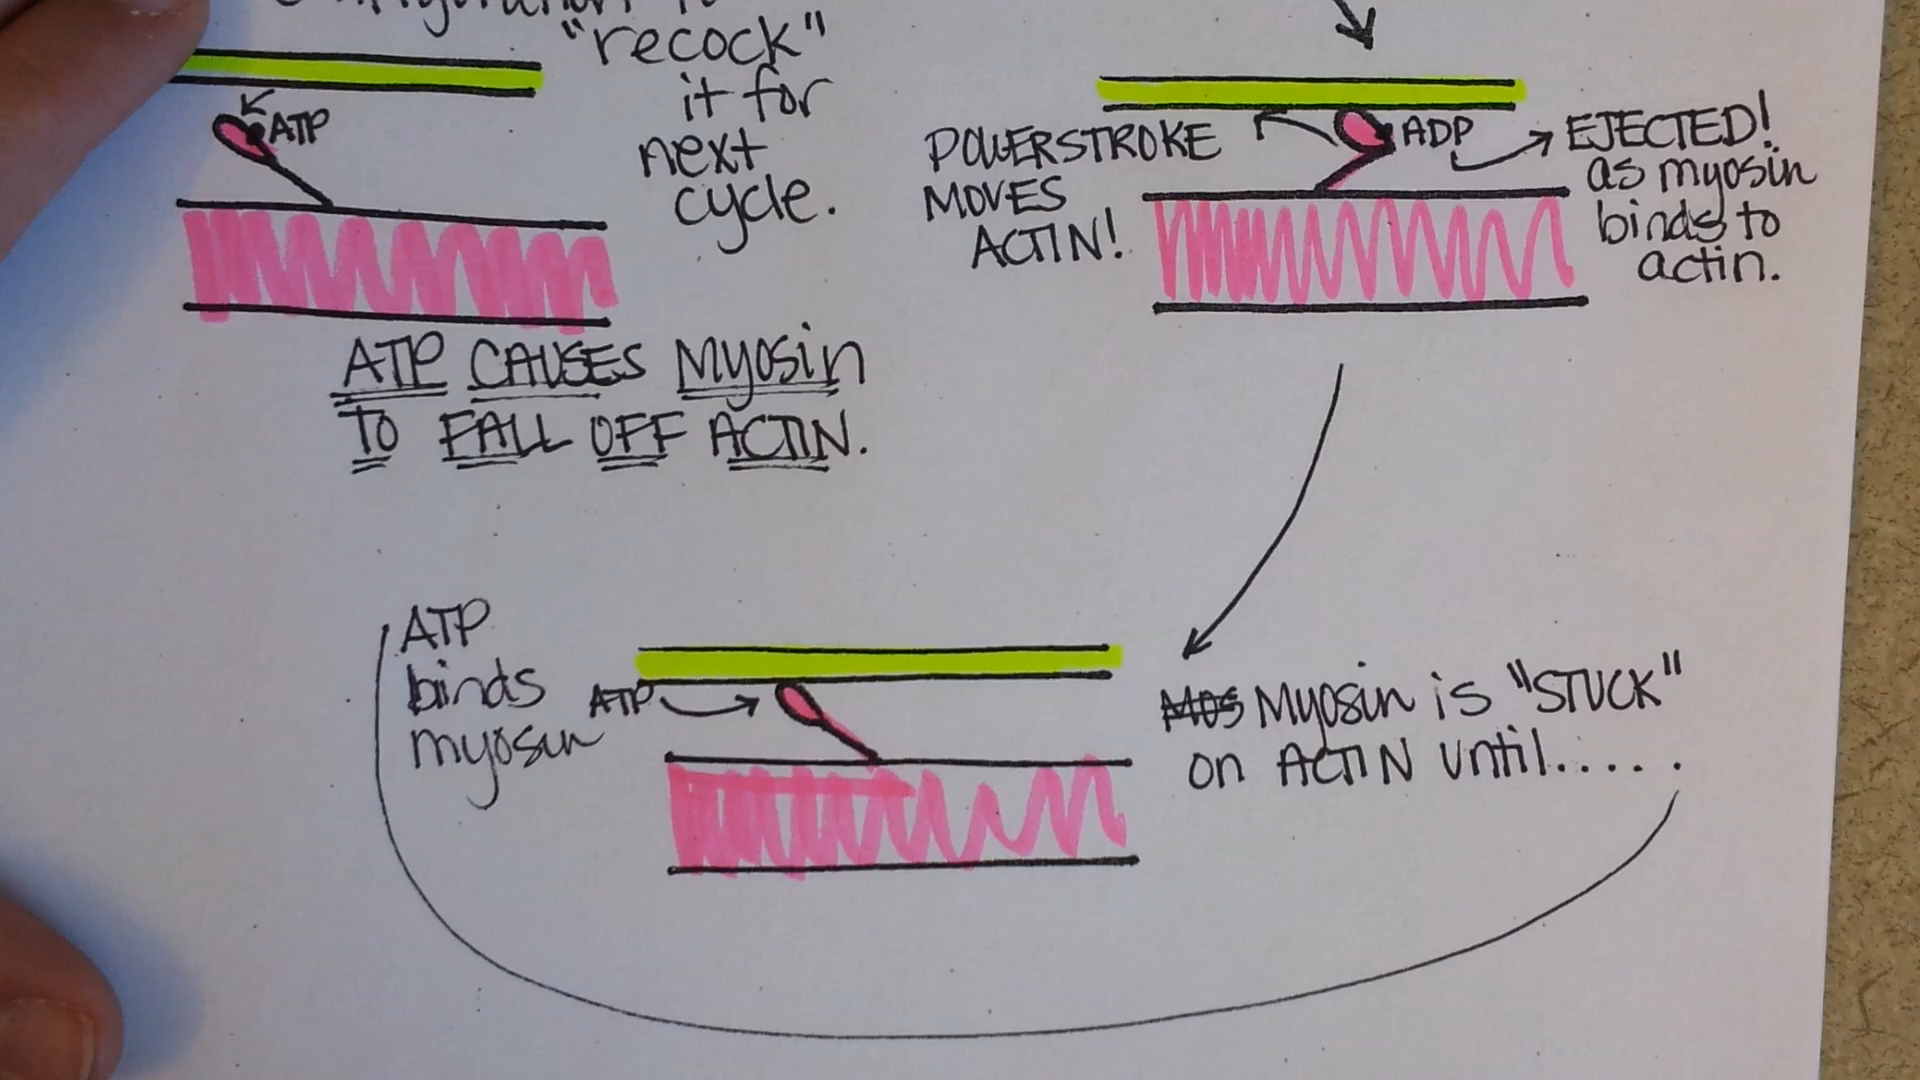 "recock"
it for
next
cycle.
ATP
ATP CAUSES Myosin
TO FALL OFF ACTIN.
POWERSTROKE
MOVES
ACTIN!
ADP
EJECTED!
as myosin
binds to
actin.
Myosin is "STUCK"
on ACTIN until.....
ATP
binds
myosin
ATP